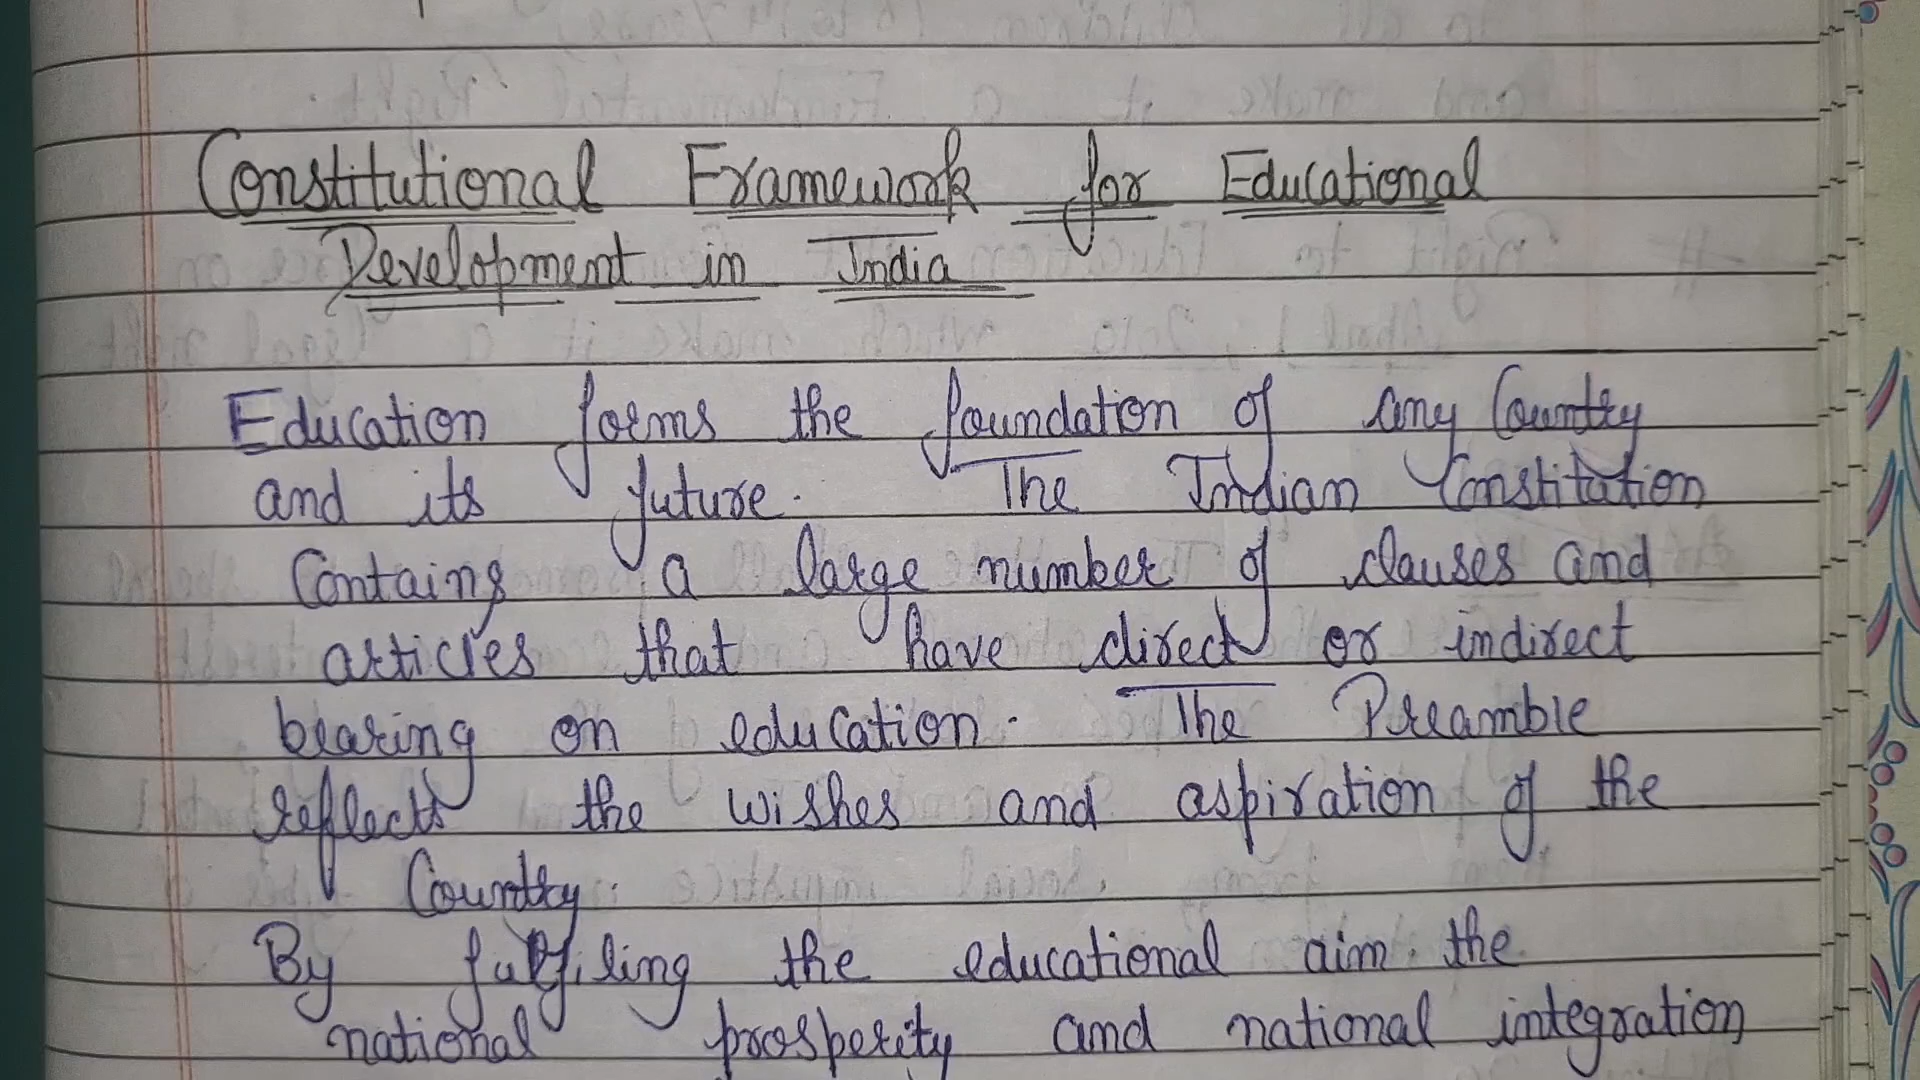 Constitutional Framework for Educational
Development in India
Education forms the foundation of any Country
and its future. The Indian Constitution
Contains a large number of clauses and
articles that have direct or indirect
bearing on education. The Preamble
reflects the wishes and aspiration of the
Country.
By fulfiling the educational aim the
national prosperity and national integration